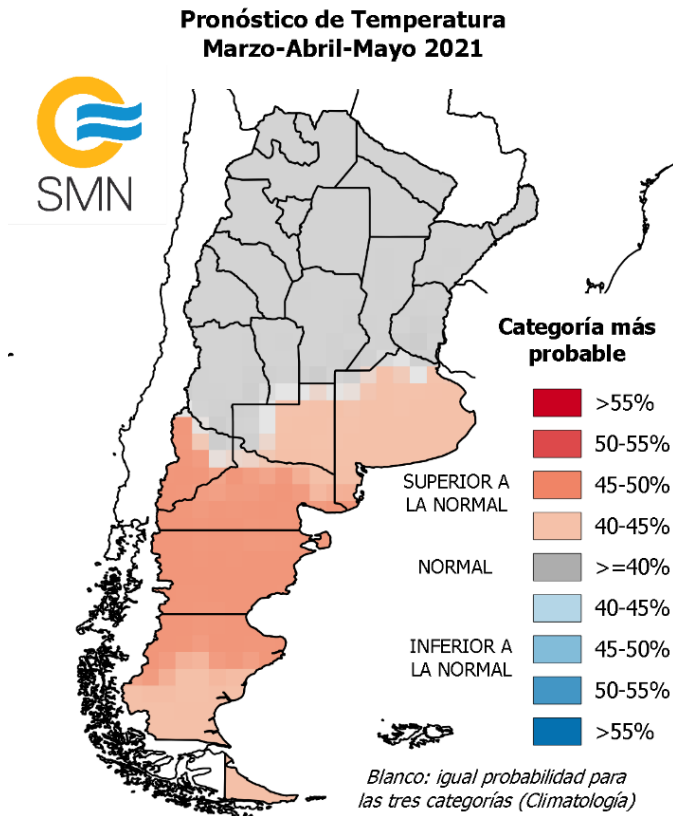 Pronóstico de Temperatura
Marzo-Abril-Mayo 2021
SMN
Categoría más
probable
>55%
50-55%
SUPERIOR A
LA NORMAL
45-50%
40-45%
NORMAL
>=40%
40-45%
INFERIOR A
LA NORMAL
45-50%
50-55%
>55%
Blanco: igual probabilidad para
las tres categorías (Climatología)